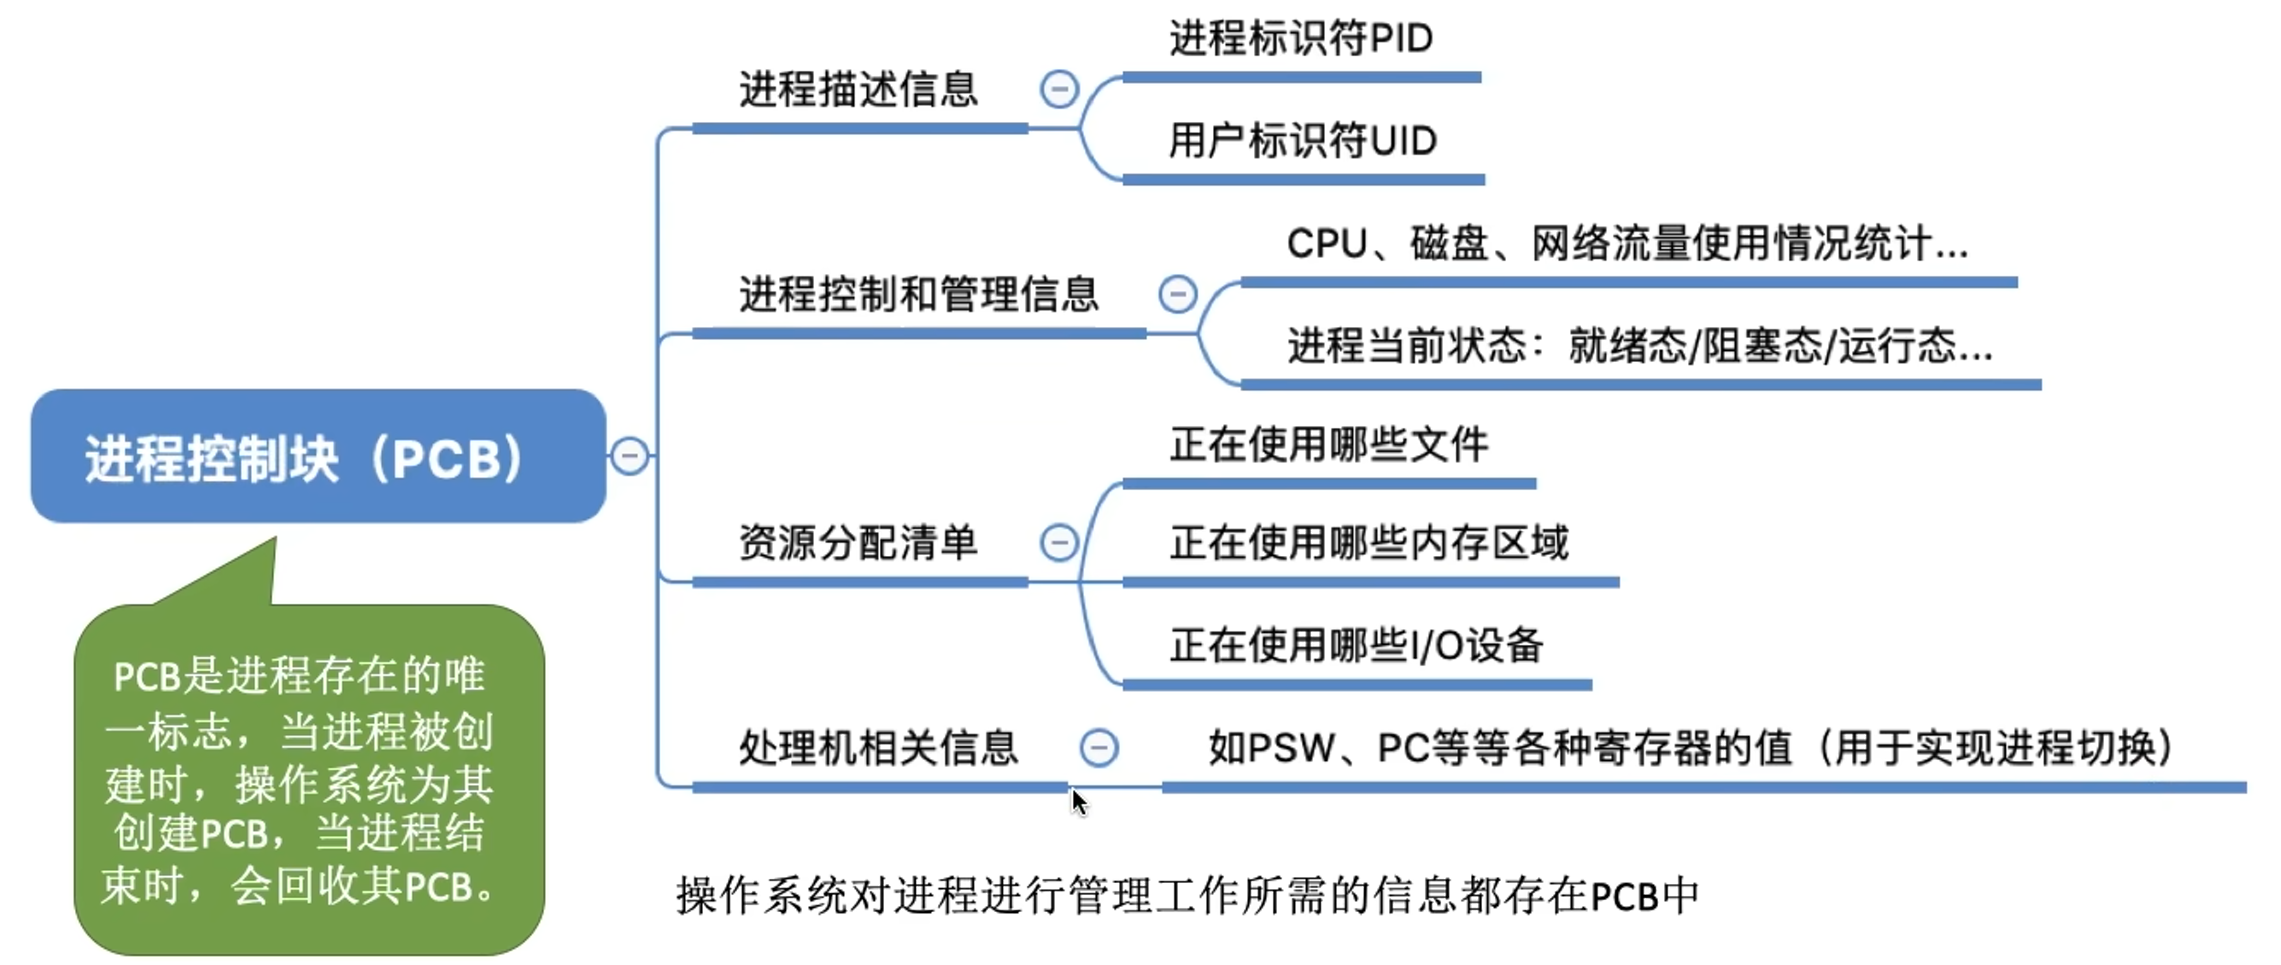 进程标识符PID
进程描述信息
用户标识符UID
CPU、磁盘、网络流量使用情况统计...
进程控制和管理信息
进程当前状态：就绪态/阻塞态/运行态...
进程控制块（PCB）
正在使用哪些文件
资源分配清单
正在使用哪些内存区域
正在使用哪些I/O设备
处理机相关信息
如PSW、PC等等各种寄存器的值（用于实现进程切换）
PCB是进程存在的唯
一标志，当进程被创
建时，操作系统为其
创建PCB，当进程结
束时，会回收其PCB。
操作系统对进程进行管理工作所需的信息都存在PCB中